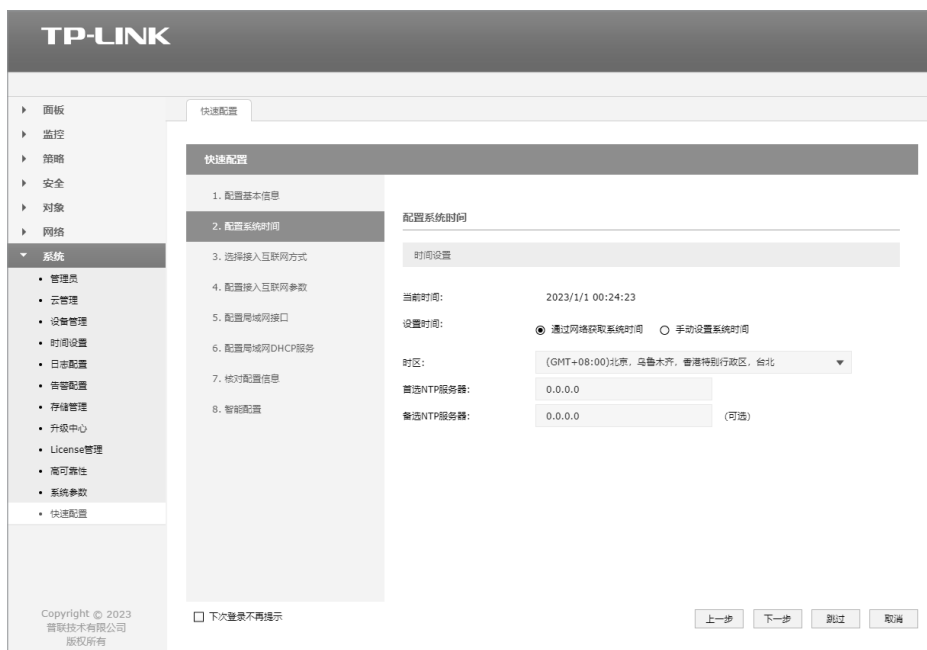 TP-LINK
面板
监控
策略
安全
对象
网络
系统
管理员
云管理
设备管理
时间设置
日志配置
告警配置
存储管理
升级中心
License管理
高可靠性
系统参数
快速配置
Copyright © 2023
普联技术有限公司
版权所有
快速配置
快速配置
1. 配置基本信息
2. 配置系统时间
3. 选择接入互联网方式
4. 配置接入互联网参数
5. 配置局域网接口
6. 配置局域网DHCP服务
7. 核对配置信息
8. 智能配置
配置系统时间
时间设置
当前时间: 2023/1/1 00:24:23
设置时间: 通过网络获取系统时间 手动设置系统时间
时区: (GMT+08:00)北京, 乌鲁木齐, 香港特别行政区, 台北
首选NTP服务器: 0.0.0.0
备选NTP服务器: 0.0.0.0 (可选)
下次登录不再提示 上一步 下一步 跳过 取消